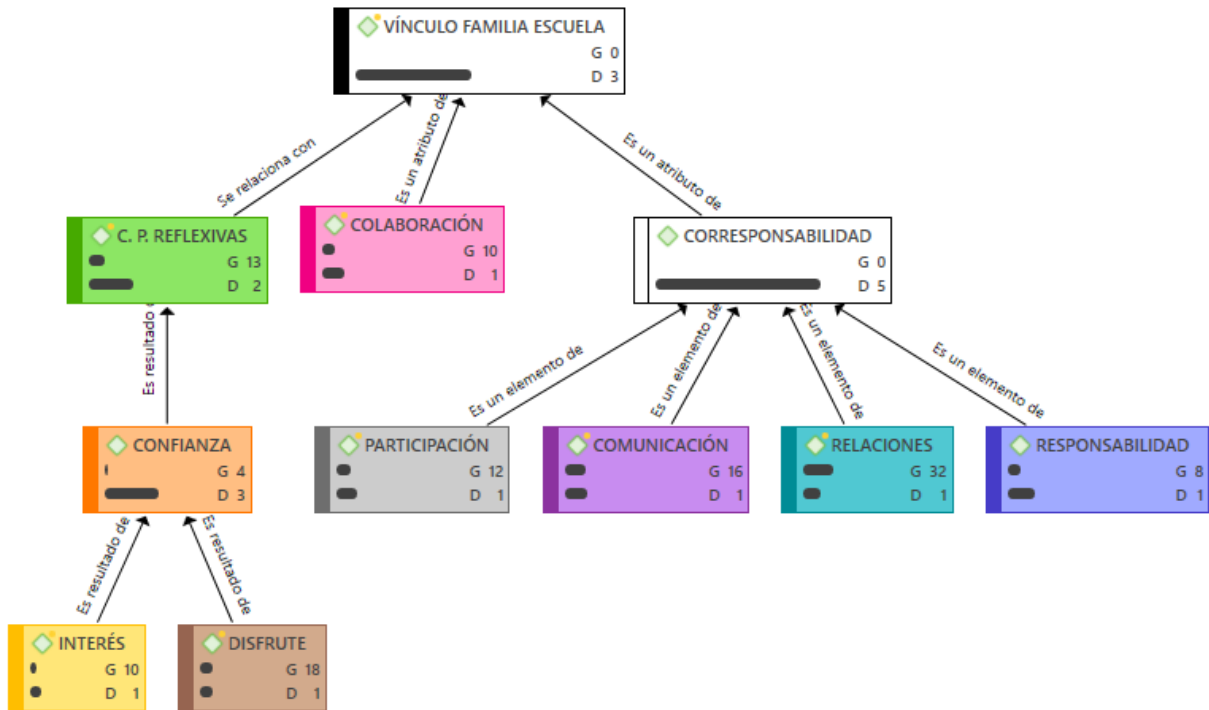 VÍNCULO FAMILIA ESCUELA
G 0
D 3
Se relaciona con
Es un atributo de
Es un atributo de
C. P. REFLEXIVAS
G 13
D 2
COLABORACIÓN
G 10
D 1
CORRESPONSABILIDAD
G 0
D 5
Es resultado
Es un elemento de
Es un elemento de
Es un elemento de
Es un elemento de
CONFIANZA
G 4
D 3
PARTICIPACIÓN
G 12
D 1
COMUNICACIÓN
G 16
D 1
RELACIONES
G 32
D 1
RESPONSABILIDAD
G 8
D 1
Es resultado de
Es resultado de
INTERÉS
G 10
D 1
DISFRUTE
G 18
D 1